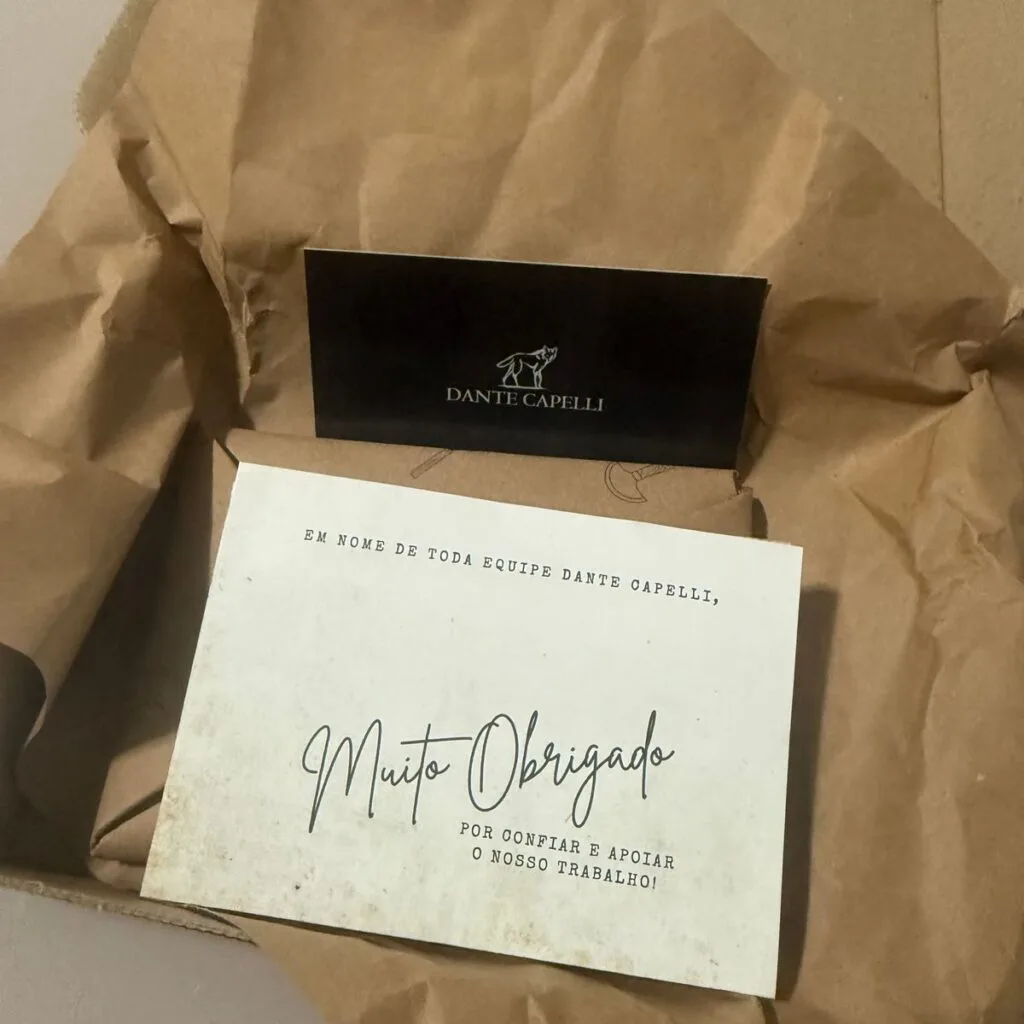 DANTE CAPELLI
EM NOME DE TODA EQUIPE DANTE CAPELLI,
Muito Obrigado
POR CONFIAR E APOIAR
O NOSSO TRABALHO!